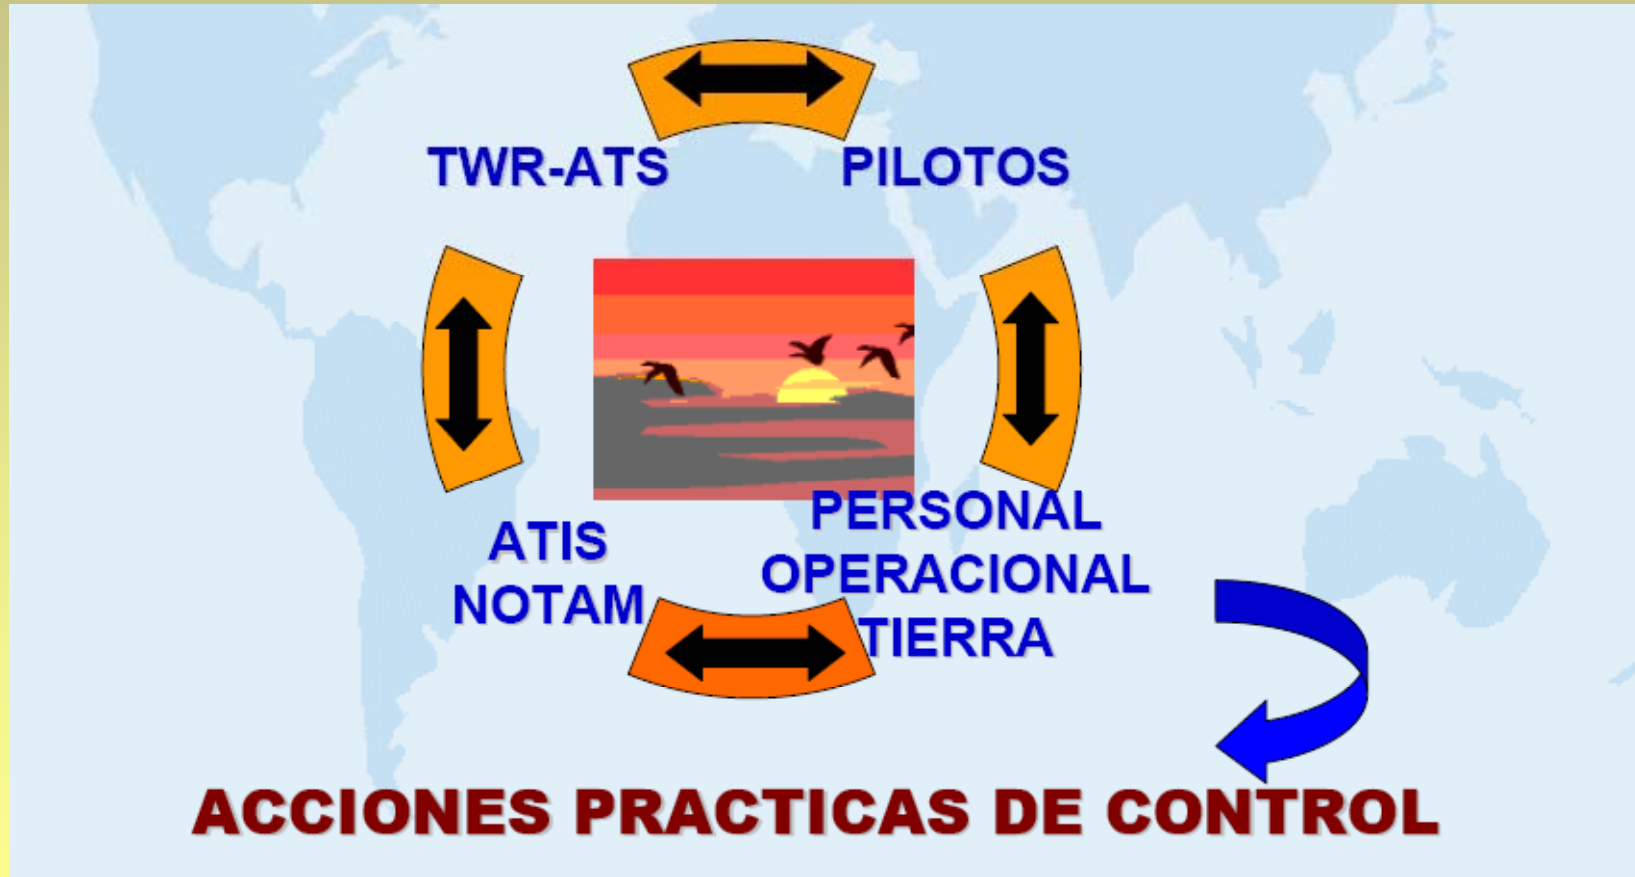 TWR-ATS
PILOTOS
ATIS
NOTAM
PERSONAL
OPERACIONAL
TIERRA
ACCIONES PRACTICAS DE CONTROL